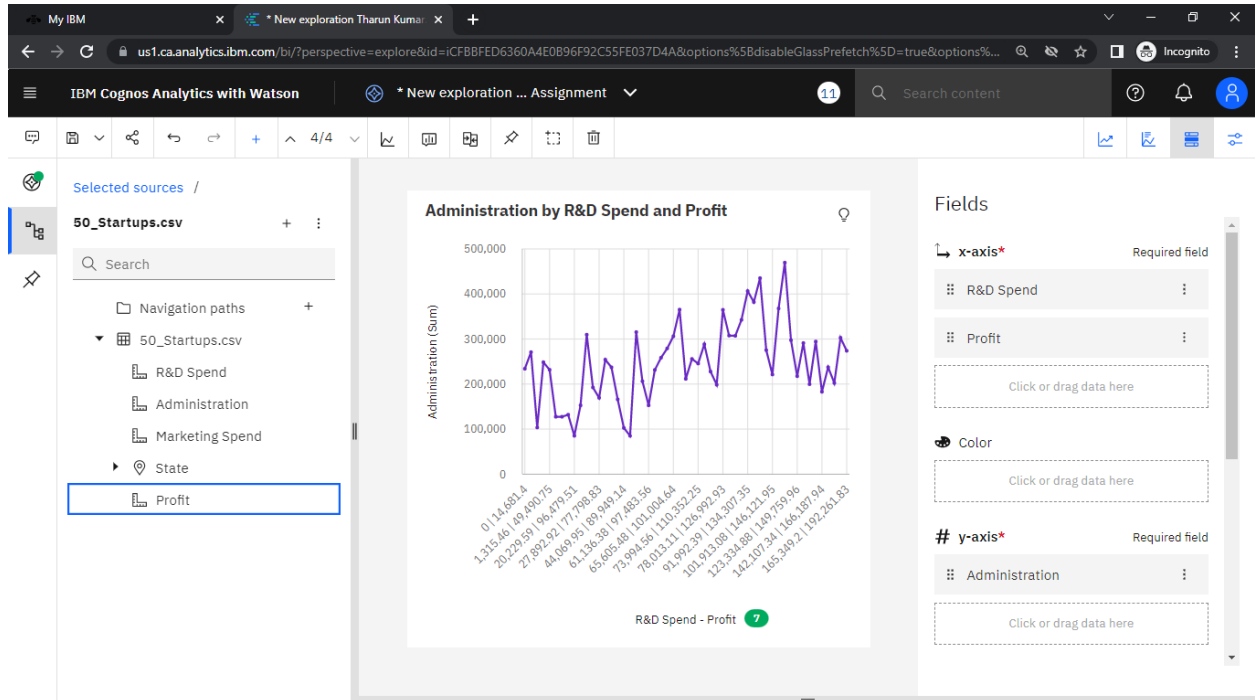 My IBM
* New exploration Tharun Kumar
us1.ca.analytics.ibm.com/bi/?perspective=explore&id=iCFBBFED6360A4E0B96F92C55FE037D4A&options%5BdisableGlassPrefetch%5D=true&options%...
Incognito
IBM Cognos Analytics with Watson
* New exploration ... Assignment
11
Search content
4/4
Selected sources /
50_Startups.csv
Search
Navigation paths
50_Startups.csv
R&D Spend
Administration
Marketing Spend
State
Profit
Administration by R&D Spend and Profit
Administration (Sum)
500,000
400,000
300,000
200,000
100,000
0
0|14,681.4
1,315.46|49,490.75
20,229.59|96,479.51
27,892.92|77,798.83
44,069.95|89,949.14
61,136.38|97,483.56
65,605.48|101,004.64
73,994.56|110,352.25
78,013.11|126,992.93
91,992.39|134,307.35
101,913.08|146,121.95
123,334.88|149,759.96
142,107.34|166,187.94
165,349.2|192,261.83
R&D Spend - Profit 7
Fields
x-axis* Required field
R&D Spend
Profit
Click or drag data here
Color
Click or drag data here
# y-axis* Required field
Administration
Click or drag data here